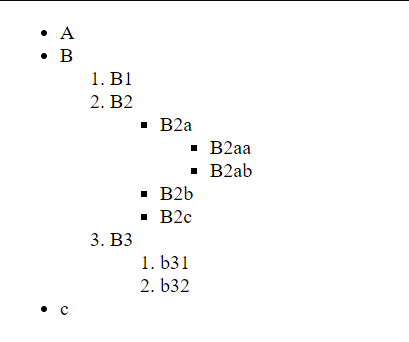 • A
• B
1. B1
2. B2
▪ B2a
▪ B2aa
▪ B2ab
▪ B2b
▪ B2c
3. B3
1. b31
2. b32
• c